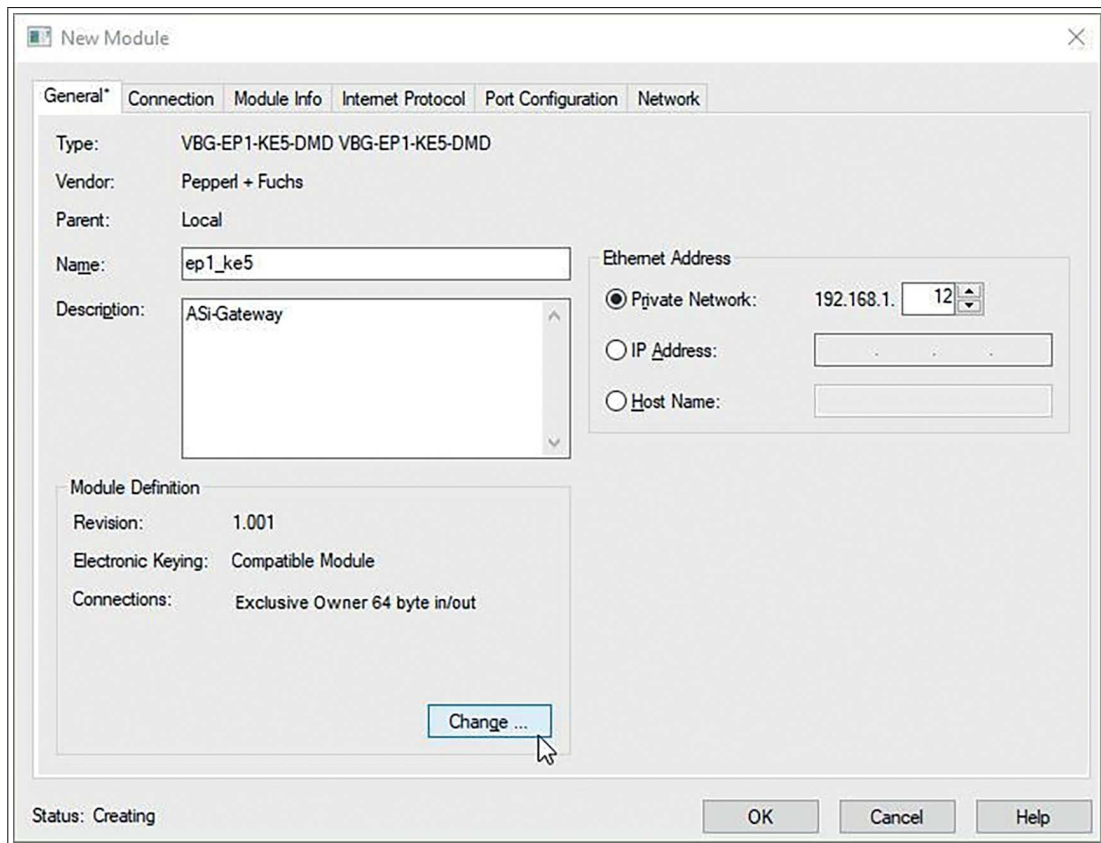 New Module
General* Connection Module Info Internet Protocol Port Configuration Network
Type: VBG-EP1-KE5-DMD VBG-EP1-KE5-DMD
Vendor: Pepperl + Fuchs
Parent: Local
Name: ep1_ke5
Description: ASi-Gateway
Ethernet Address
Private Network: 192.168.1. 12
IP Address: . . .
Host Name:
Module Definition
Revision: 1.001
Electronic Keying: Compatible Module
Connections: Exclusive Owner 64 byte in/out
Change ...
Status: Creating
OK Cancel Help